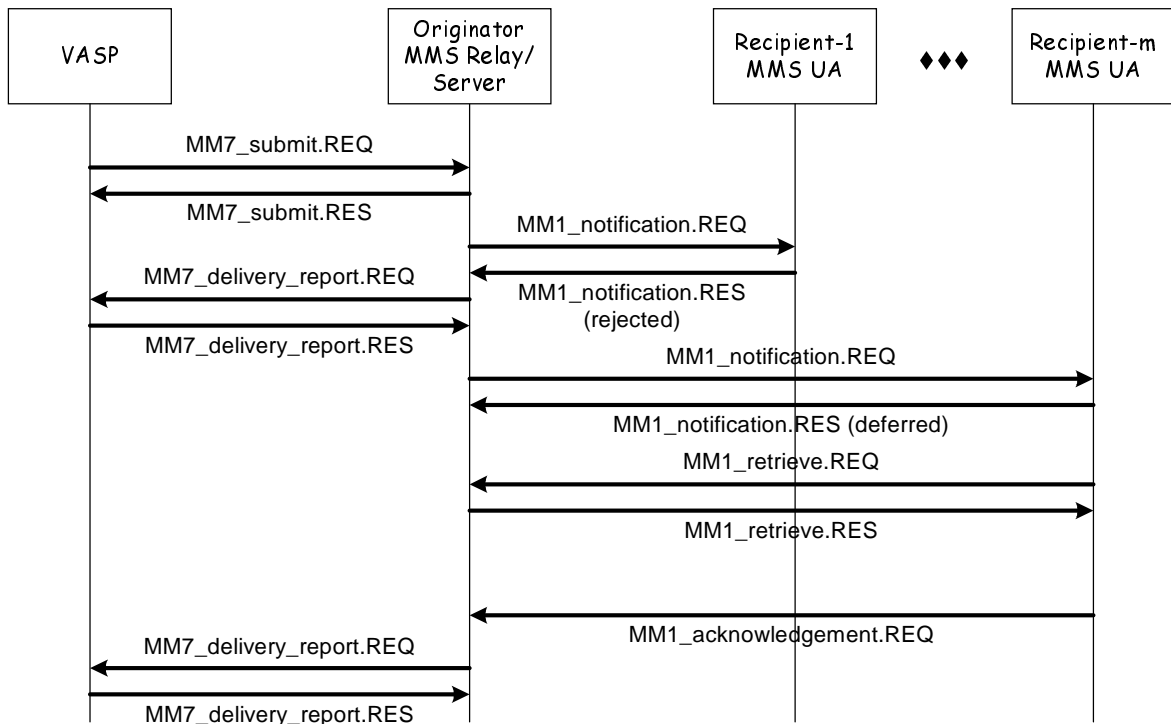 VASP
Originator
MMS Relay/
Server
Recipient-1
MMS UA
Recipient-m
MMS UA
MM7_submit.REQ
MM7_submit.RES
MM1_notification.REQ
MM7_delivery_report.REQ
MM1_notification.RES
(rejected)
MM7_delivery_report.RES
MM1_notification.REQ
MM1_notification.RES (deferred)
MM1_retrieve.REQ
MM1_retrieve.RES
MM1_acknowledgement.REQ
MM7_delivery_report.REQ
MM7_delivery_report.RES